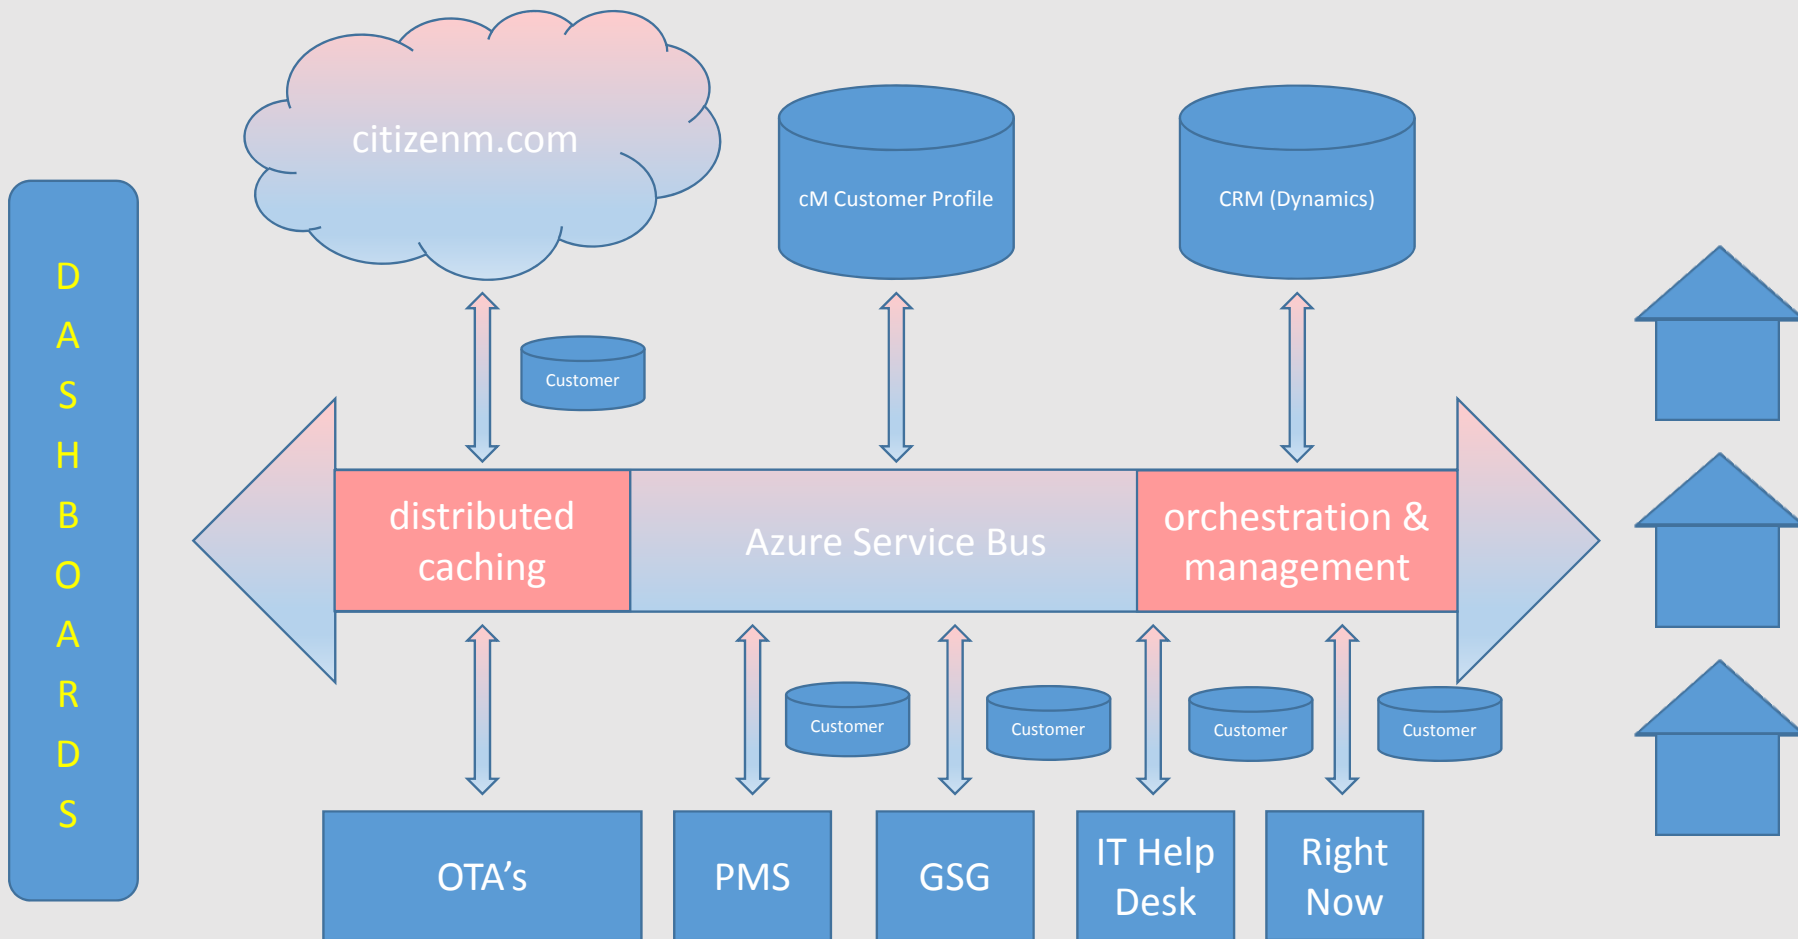 citizenm.com
cM Customer Profile
CRM (Dynamics)
D
A
S
H
B
O
A
R
D
S
Customer
distributed
caching
Azure Service Bus
orchestration &
management
Customer
Customer
Customer
Customer
OTA's
PMS
GSG
IT Help
Desk
Right
Now